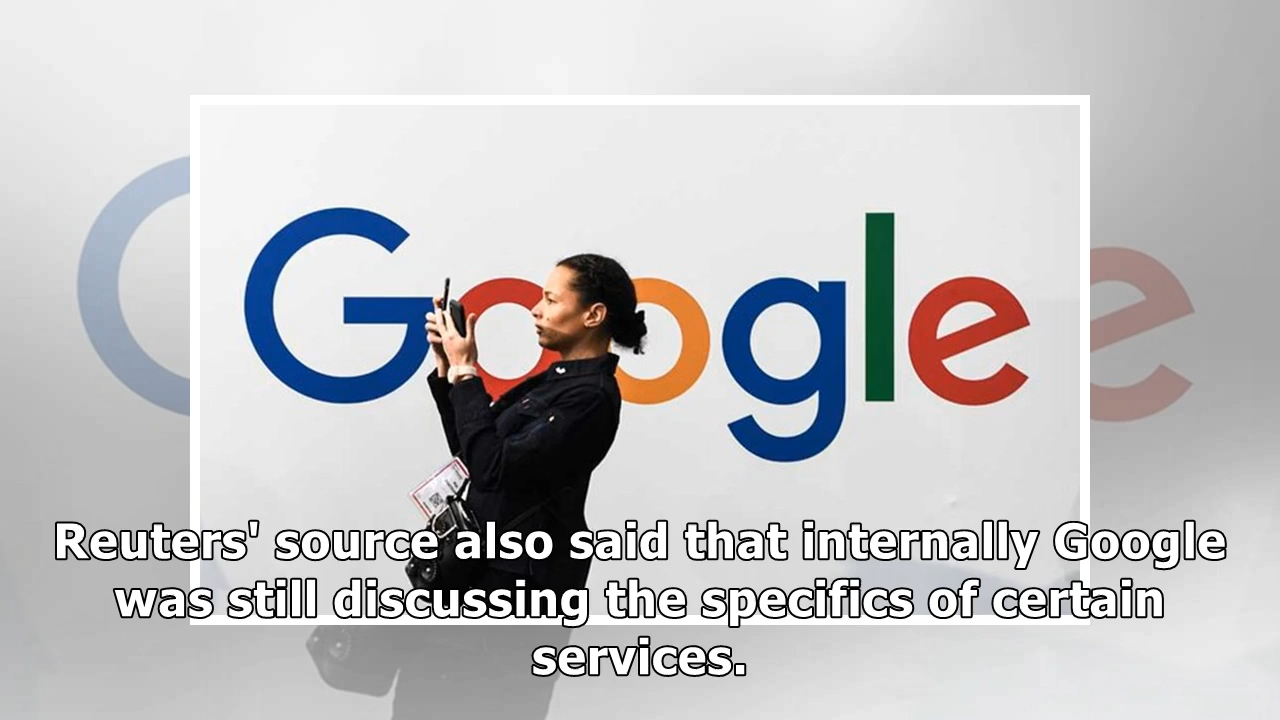 Google
Reuters' source also said that internally Google
was still discussing the specifics of certain
services.